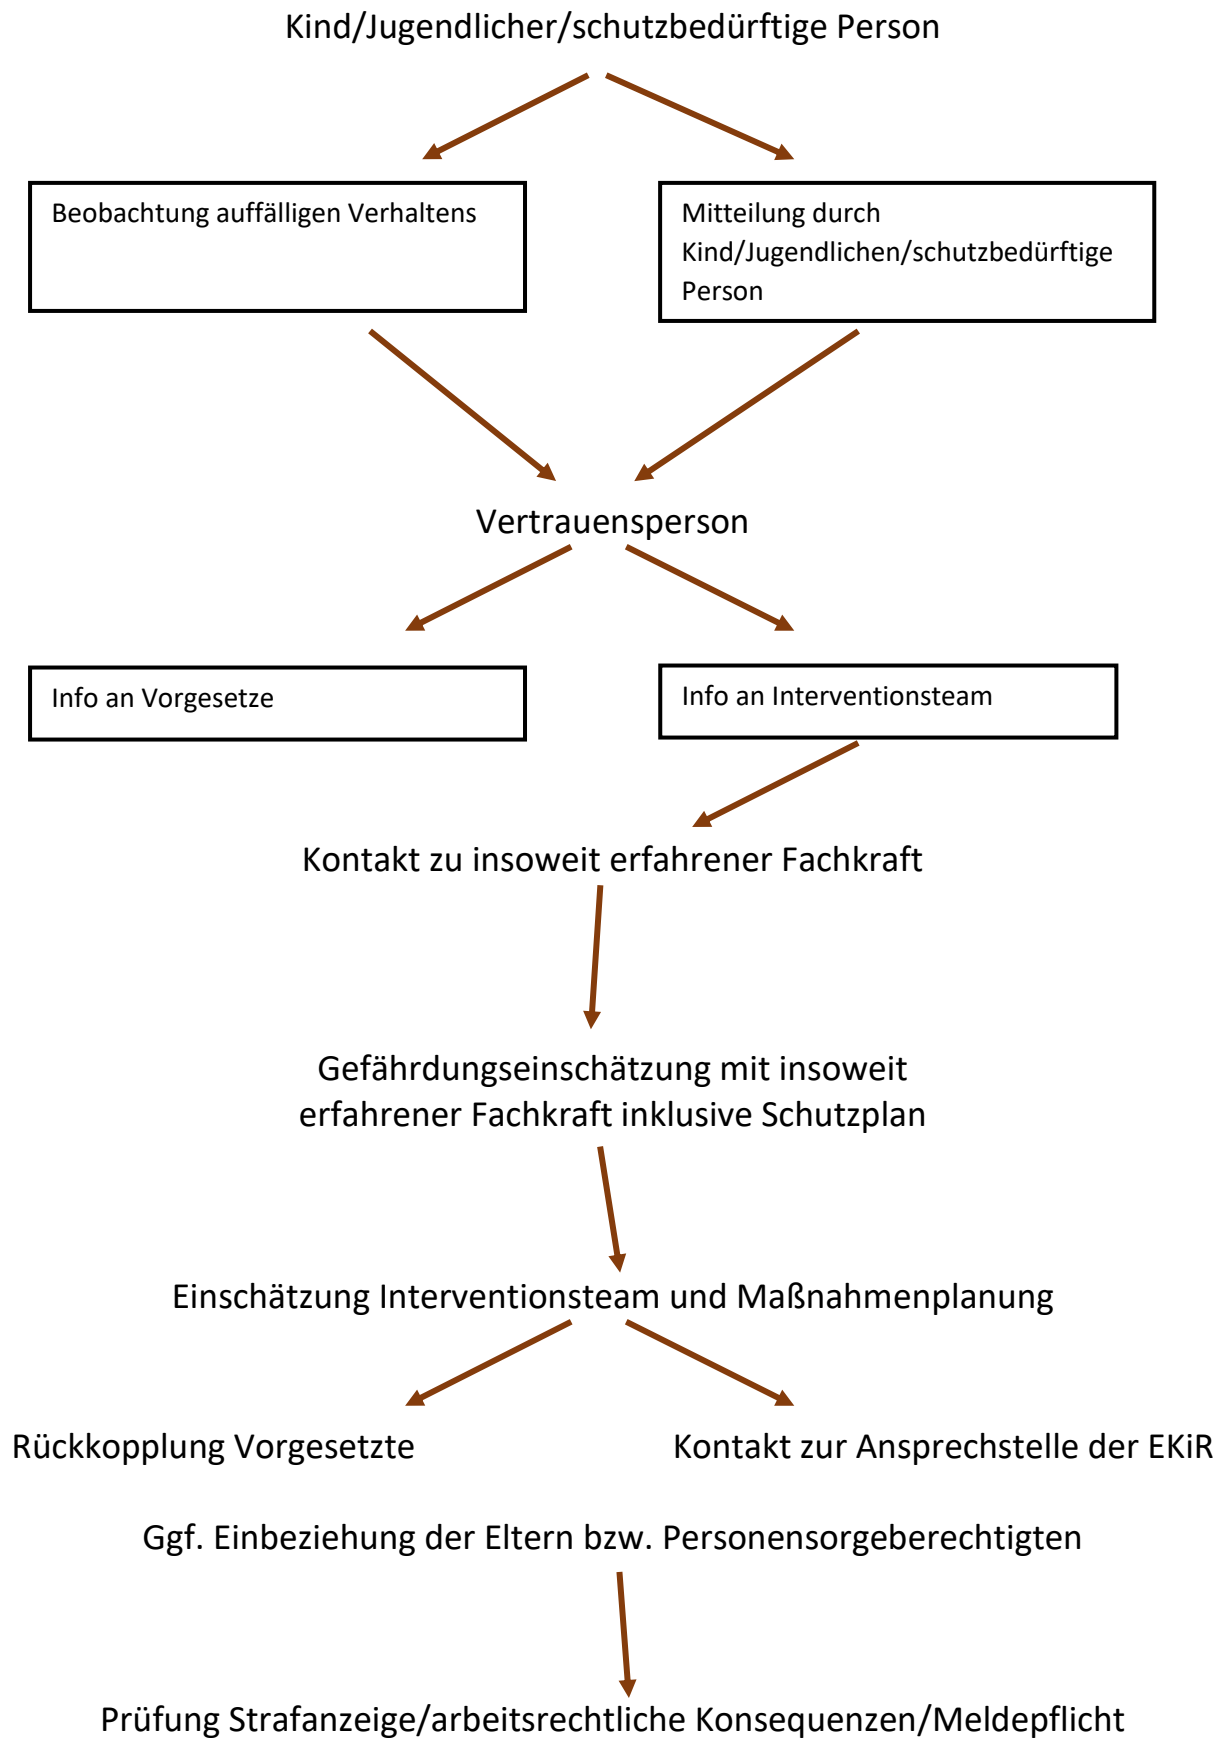 Kind/Jugendlicher/schutzbedürftige Person
Beobachtung auffälligen Verhaltens
Mitteilung durch
Kind/Jugendlichen/schutzbedürftige
Person
Vertrauensperson
Info an Vorgesetze
Info an Interventionsteam
Kontakt zu insoweit erfahrener Fachkraft
Gefährdungseinschätzung mit insoweit
erfahrener Fachkraft inklusive Schutzplan
Einschätzung Interventionsteam und Maßnahmenplanung
Rückkopplung Vorgesetzte
Kontakt zur Ansprechstelle der EKiR
Ggf. Einbeziehung der Eltern bzw. Personensorgeberechtigten
Prüfung Strafanzeige/arbeitsrechtliche Konsequenzen/Meldepflicht